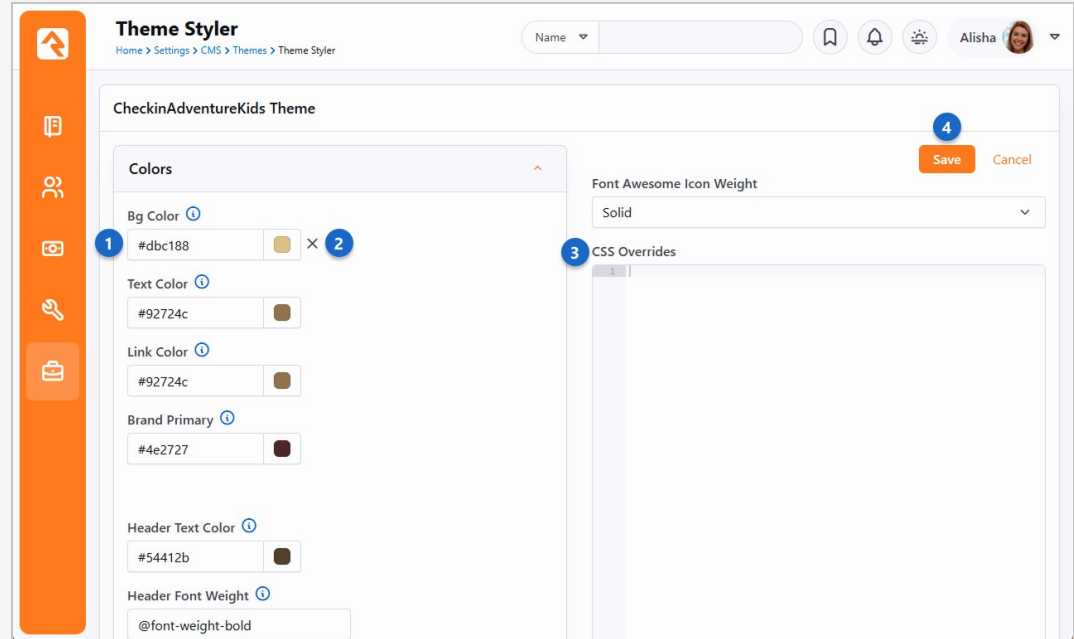 Theme Styler
Home > Settings > CMS > Themes > Theme Styler
Name
Alisha
CheckinAdventureKids Theme
4
Save
Cancel
Colors
Bg Color
1
#dbc188
2
Text Color
#92724c
Link Color
#92724c
Brand Primary
#4e2727
Header Text Color
#54412b
Header Font Weight
@font-weight-bold
Font Awesome Icon Weight
Solid
3
CSS Overrides
1